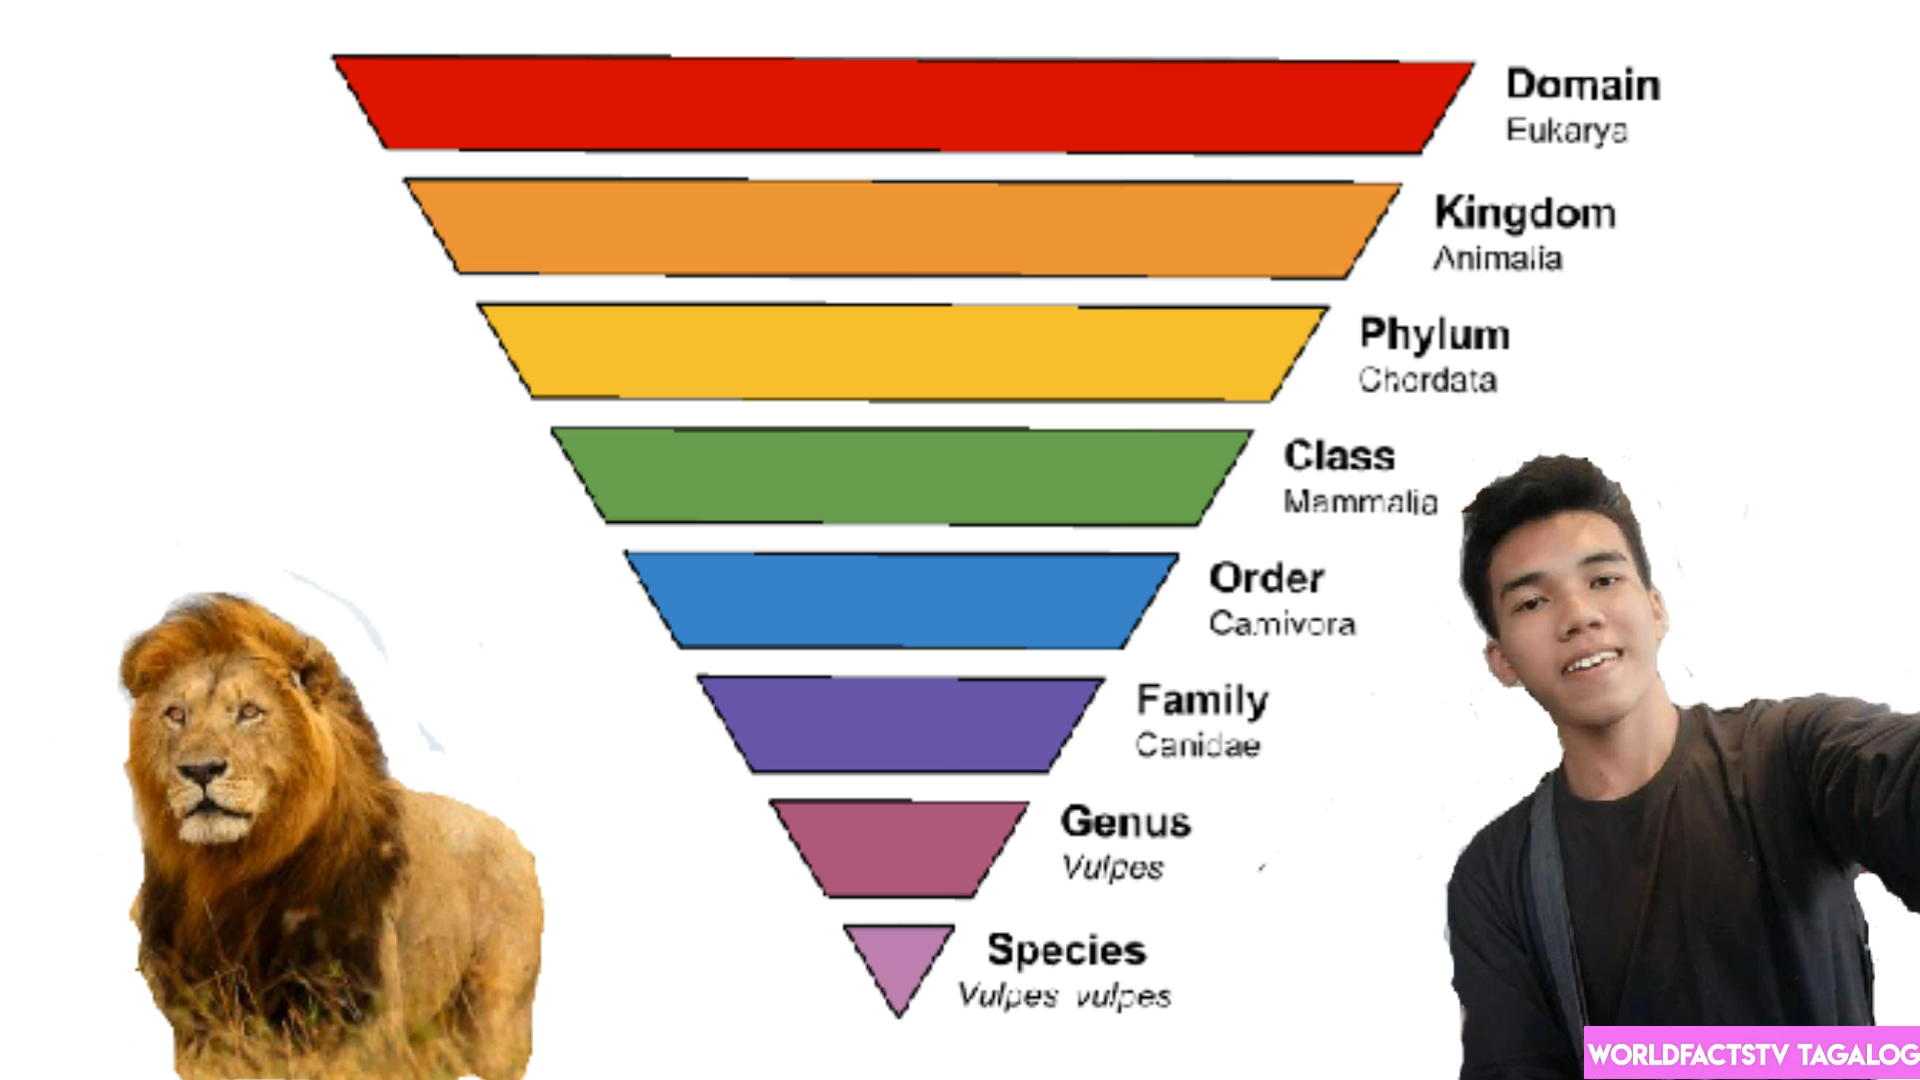 Domain
Eukarya
Kingdom
Animalia
Phylum
Chordata
Class
Mammalia
Order
Carnivora
Family
Canidae
Genus
Vulpes
Species
Vulpes vulpes
WORLDFACTSTV TAGALOG